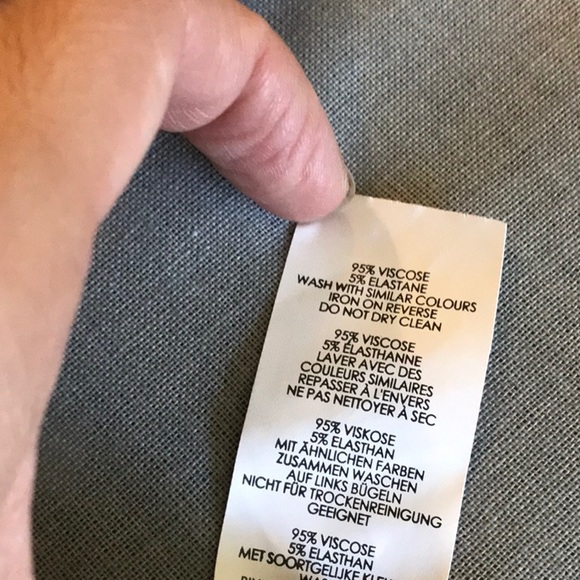 95% VISCOSE
5% ELASTANE
WASH WITH SIMILAR COLOURS
IRON ON REVERSE
DO NOT DRY CLEAN
95% VISCOSE
5% ÉLASTHANNE
LAVER AVEC DES
COULEURS SIMILAIRES
REPASSER À L'ENVERS
NE PAS NETTOYER À SEC
95% VISKOSE
5% ELASTHAN
MIT ÄHNLICHEN FARBEN
ZUSAMMEN WASCHEN
AUF LINKS BÜGELN
NICHT FÜR TROCKENREINIGUNG
GEEIGNET
95% VISCOSE
5% ELASTHAN
MET SOORTGELIJKE